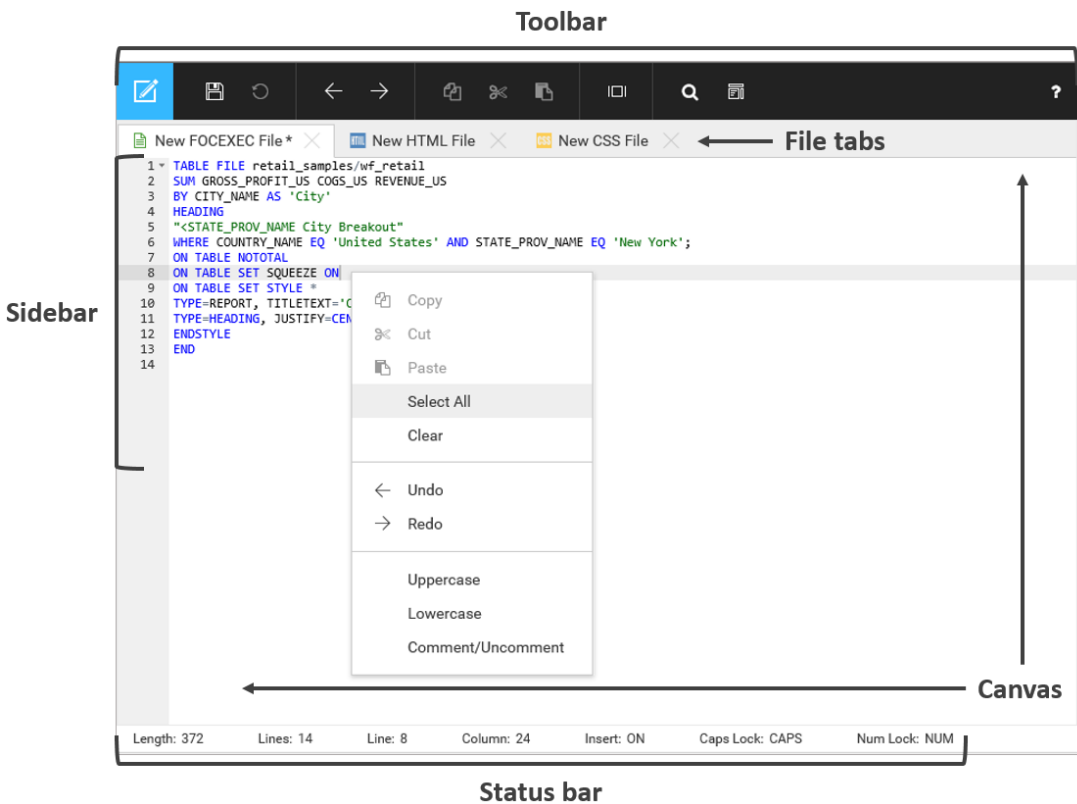 Toolbar
?
New FOCEXEC File *
New HTML File
New CSS File
File tabs
1 TABLE FILE retail_samples/wf_retail
2 SUM GROSS_PROFIT_US COGS_US REVENUE_US
3 BY CITY_NAME AS 'City'
4 HEADING
5 "<STATE_PROV_NAME City Breakout"
6 WHERE COUNTRY_NAME EQ 'United States' AND STATE_PROV_NAME EQ 'New York';
7 ON TABLE NOTOTAL
8 ON TABLE SET SQUEEZE ON
9 ON TABLE SET STYLE *
10 TYPE=REPORT, TITLETEXT='C
11 TYPE=HEADING, JUSTIFY=CEN
12 ENDSTYLE
13 END
14
Sidebar
Copy
Cut
Paste
Select All
Clear
Undo
Redo
Uppercase
Lowercase
Comment/Uncomment
Canvas
Length: 372 Lines: 14 Line: 8 Column: 24 Insert: ON Caps Lock: CAPS Num Lock: NUM
Status bar